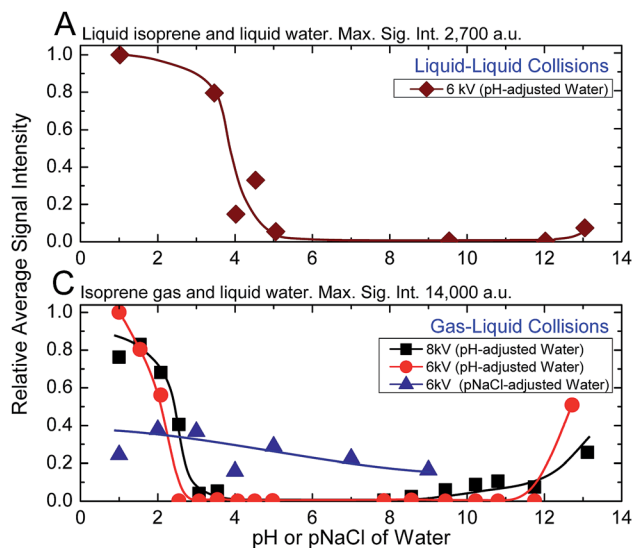 A Liquid isoprene and liquid water. Max. Sig. Int. 2,700 a.u.
1.0
0.8
0.6
0.4
0.2
0.0
Liquid-Liquid Collisions
6 kV (pH-adjusted Water)
0 2 4 6 8 10 12 14
Relative Average Signal Intensity
C Isoprene gas and liquid water. Max. Sig. Int. 14,000 a.u.
1.0
0.8
0.6
0.4
0.2
0.0
Gas-Liquid Collisions
8kV (pH-adjusted Water)
6kV (pH-adjusted Water)
6kV (pNaCl-adjusted Water)
0 2 4 6 8 10 12 14
pH or pNaCl of Water